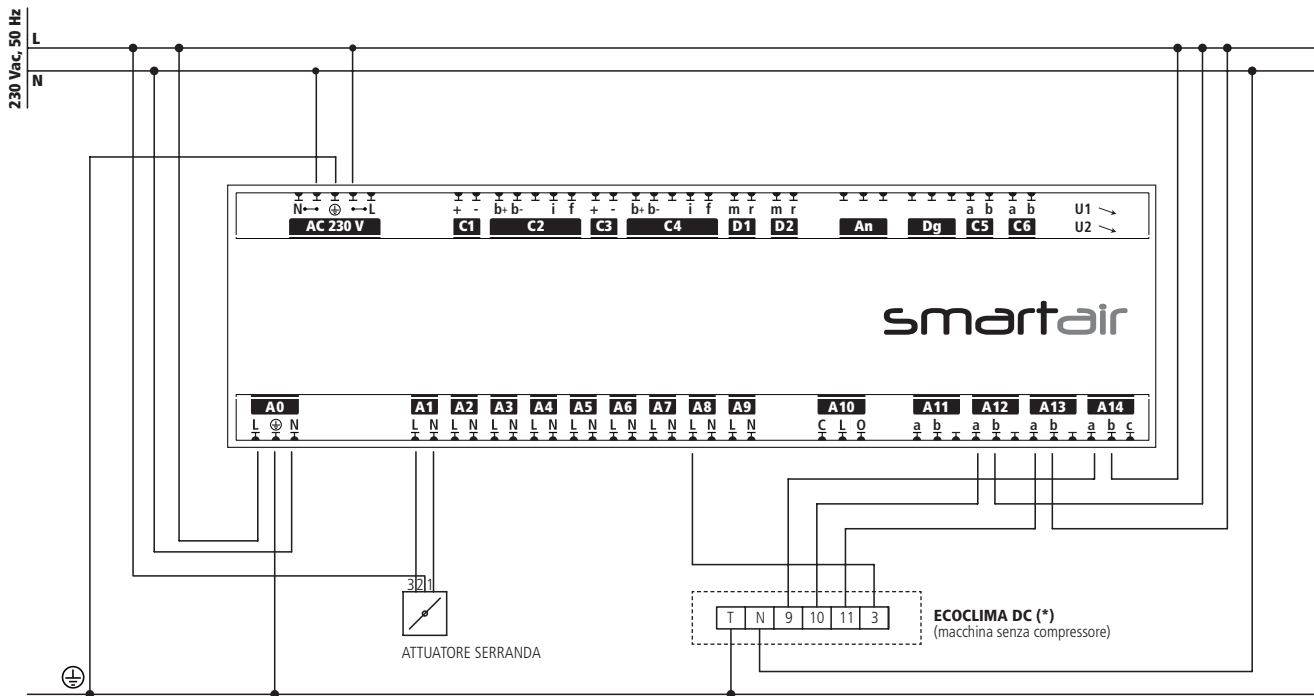 230 Vac, 50 Hz
L
N
N L
AC 230 V
+ - b+ b- i f + - b+ b- i f m r m r a b a b
C1 C2 C3 C4 D1 D2 An Dg C5 C6
U1
U2
smartair
A0 A1 A2 A3 A4 A5 A6 A7 A8 A9 A10 A11 A12 A13 A14
L N L N L N L N L N L N L N L N L N L N C L O a b a b a b a b c
3 2 1
ATTUATORE SERRANDA
T N 9 10 11 3
ECOCLIMA DC (*)
(macchina senza compressore)